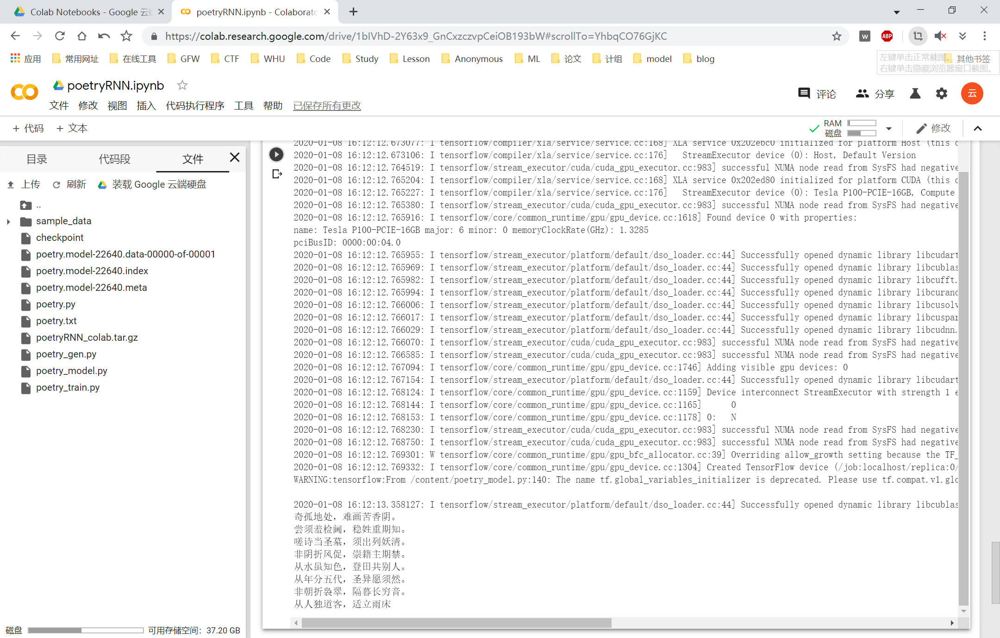 Colab Notebooks - Google 云端
poetryRNN.ipynb - Colaborato
https://colab.research.google.com/drive/1bIVhD-2Y63x9_GnCxzczvpCeiOB193bW#scrollTo=YhbqCO76GjKC
w
ABP
应用
常用网址
在线工具
GFW
CTF
WHU
Code
Study
Lesson
Anonymous
ML
论文
计组
model
blog
其他书签
左键单击正常截图。
右键单击隐藏浏览器窗口截图。
poetryRNN.ipynb
评论
分享
云
文件 修改 视图 插入 代码执行程序 工具 帮助 已保存所有更改
+ 代码 + 文本
RAM
磁盘
修改
目录 代码段 文件
上传 刷新 装载 Google 云端硬盘
..
sample_data
checkpoint
poetry.model-22640.data-00000-of-00001
poetry.model-22640.index
poetry.model-22640.meta
poetry.py
poetry.txt
poetryRNN_colab.tar.gz
poetry_gen.py
poetry_model.py
poetry_train.py
磁盘 可用存储空间：37.20 GB
2020-01-08 16:12:12.673077: I tensorflow/compiler/xla/service/service.cc:168] XLA service 0x202ebc0 initialized for platform Host (this
2020-01-08 16:12:12.673106: I tensorflow/compiler/xla/service/service.cc:176]   StreamExecutor device (0): Host, Default Version
2020-01-08 16:12:12.764519: I tensorflow/stream_executor/cuda/cuda_gpu_executor.cc:983] successful NUMA node read from SysFS had negative
2020-01-08 16:12:12.765204: I tensorflow/compiler/xla/service/service.cc:168] XLA service 0x202ed80 initialized for platform CUDA (this
2020-01-08 16:12:12.765227: I tensorflow/compiler/xla/service/service.cc:176]   StreamExecutor device (0): Tesla P100-PCIE-16GB, Compute
2020-01-08 16:12:12.765380: I tensorflow/stream_executor/cuda/cuda_gpu_executor.cc:983] successful NUMA node read from SysFS had negative
2020-01-08 16:12:12.765916: I tensorflow/core/common_runtime/gpu/gpu_device.cc:1618] Found device 0 with properties:
name: Tesla P100-PCIE-16GB major: 6 minor: 0 memoryClockRate(GHz): 1.3285
pciBusID: 0000:00:04.0
2020-01-08 16:12:12.765955: I tensorflow/stream_executor/platform/default/dso_loader.cc:44] Successfully opened dynamic library libcudart
2020-01-08 16:12:12.765969: I tensorflow/stream_executor/platform/default/dso_loader.cc:44] Successfully opened dynamic library libcublas
2020-01-08 16:12:12.765982: I tensorflow/stream_executor/platform/default/dso_loader.cc:44] Successfully opened dynamic library libcufft.
2020-01-08 16:12:12.765994: I tensorflow/stream_executor/platform/default/dso_loader.cc:44] Successfully opened dynamic library libcurand
2020-01-08 16:12:12.766006: I tensorflow/stream_executor/platform/default/dso_loader.cc:44] Successfully opened dynamic library libcusolv
2020-01-08 16:12:12.766017: I tensorflow/stream_executor/platform/default/dso_loader.cc:44] Successfully opened dynamic library libcuspar
2020-01-08 16:12:12.766029: I tensorflow/stream_executor/platform/default/dso_loader.cc:44] Successfully opened dynamic library libcudnn.
2020-01-08 16:12:12.766070: I tensorflow/stream_executor/cuda/cuda_gpu_executor.cc:983] successful NUMA node read from SysFS had negative
2020-01-08 16:12:12.766585: I tensorflow/stream_executor/cuda/cuda_gpu_executor.cc:983] successful NUMA node read from SysFS had negative
2020-01-08 16:12:12.767094: I tensorflow/core/common_runtime/gpu/gpu_device.cc:1746] Adding visible gpu devices: 0
2020-01-08 16:12:12.767154: I tensorflow/stream_executor/platform/default/dso_loader.cc:44] Successfully opened dynamic library libcudart
2020-01-08 16:12:12.768124: I tensorflow/core/common_runtime/gpu/gpu_device.cc:1159] Device interconnect StreamExecutor with strength 1 e
2020-01-08 16:12:12.768144: I tensorflow/core/common_runtime/gpu/gpu_device.cc:1165]      0
2020-01-08 16:12:12.768153: I tensorflow/core/common_runtime/gpu/gpu_device.cc:1178] 0:   N
2020-01-08 16:12:12.768230: I tensorflow/stream_executor/cuda/cuda_gpu_executor.cc:983] successful NUMA node read from SysFS had negative
2020-01-08 16:12:12.768750: I tensorflow/stream_executor/cuda/cuda_gpu_executor.cc:983] successful NUMA node read from SysFS had negative
2020-01-08 16:12:12.769301: W tensorflow/core/common_runtime/gpu/gpu_bfc_allocator.cc:39] Overriding allow_growth setting because the TF_
2020-01-08 16:12:12.769332: I tensorflow/core/common_runtime/gpu/gpu_device.cc:1304] Created TensorFlow device (/job:localhost/replica:0/
WARNING:tensorflow:From /content/poetry_model.py:140: The name tf.global_variables_initializer is deprecated. Please use tf.compat.v1.glo
2020-01-08 16:12:13.358127: I tensorflow/stream_executor/platform/default/dso_loader.cc:44] Successfully opened dynamic library libcublas
奇孤地处，难画苦香阴。
尝须羞检阃，稳姓重期知。
嗟诗当圣墓，须出列妖清。
非阴折风促，崇籍主期禁。
从水虽知色，登田共别人。
从年分五代，圣异愿须然。
非朝折袅翠，隔暮长穷音。
从人独道客，适立雨床